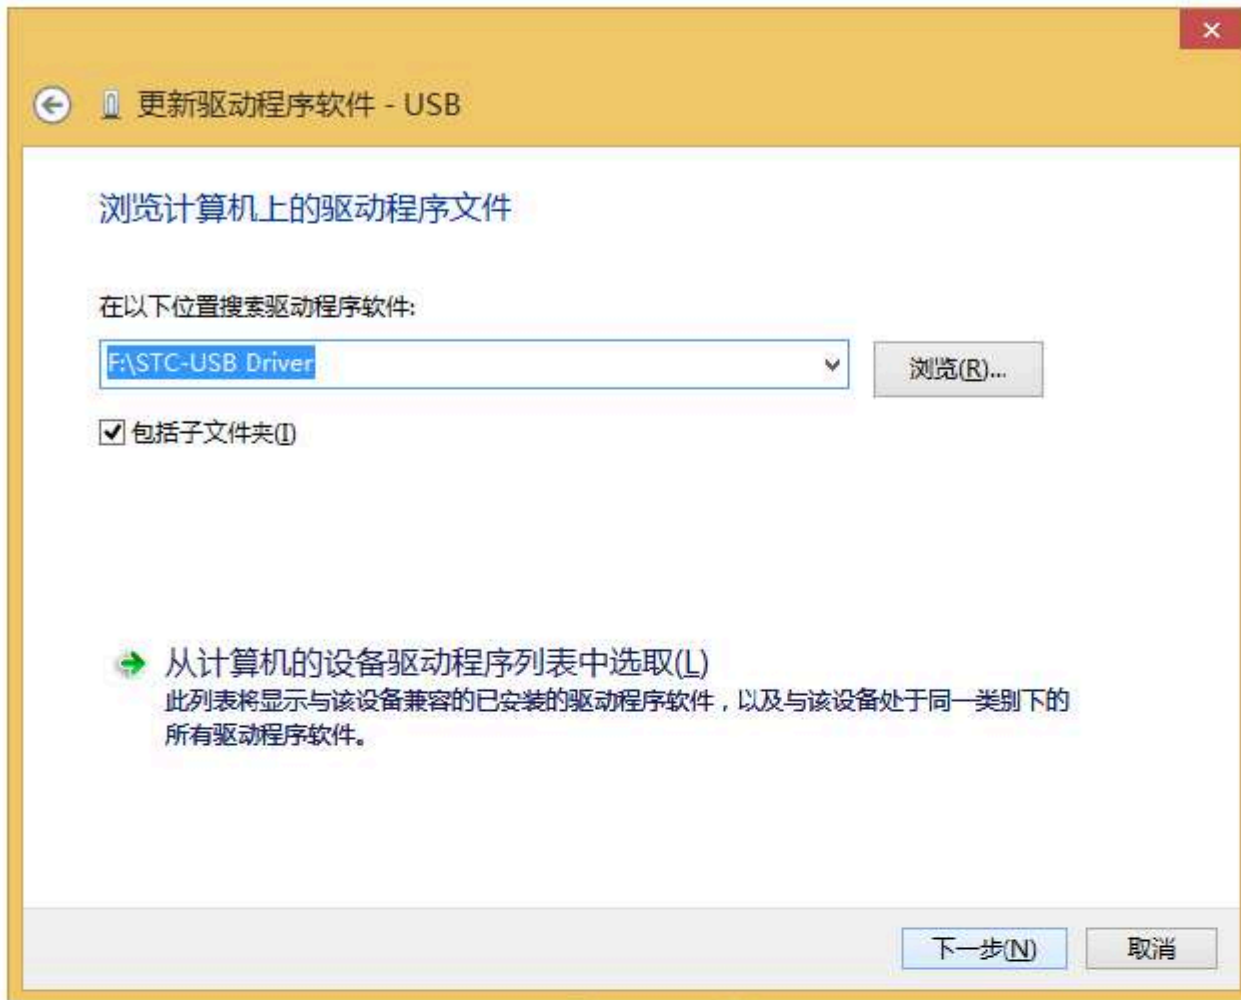 更新驱动程序软件 - USB
浏览计算机上的驱动程序文件
在以下位置搜索驱动程序软件:
F:\STC-USB Driver
浏览(R)...
包括子文件夹(I)
从计算机的设备驱动程序列表中选取(L)
此列表将显示与该设备兼容的已安装的驱动程序软件，以及与该设备处于同一类别下的
所有驱动程序软件。
下一步(N)
取消